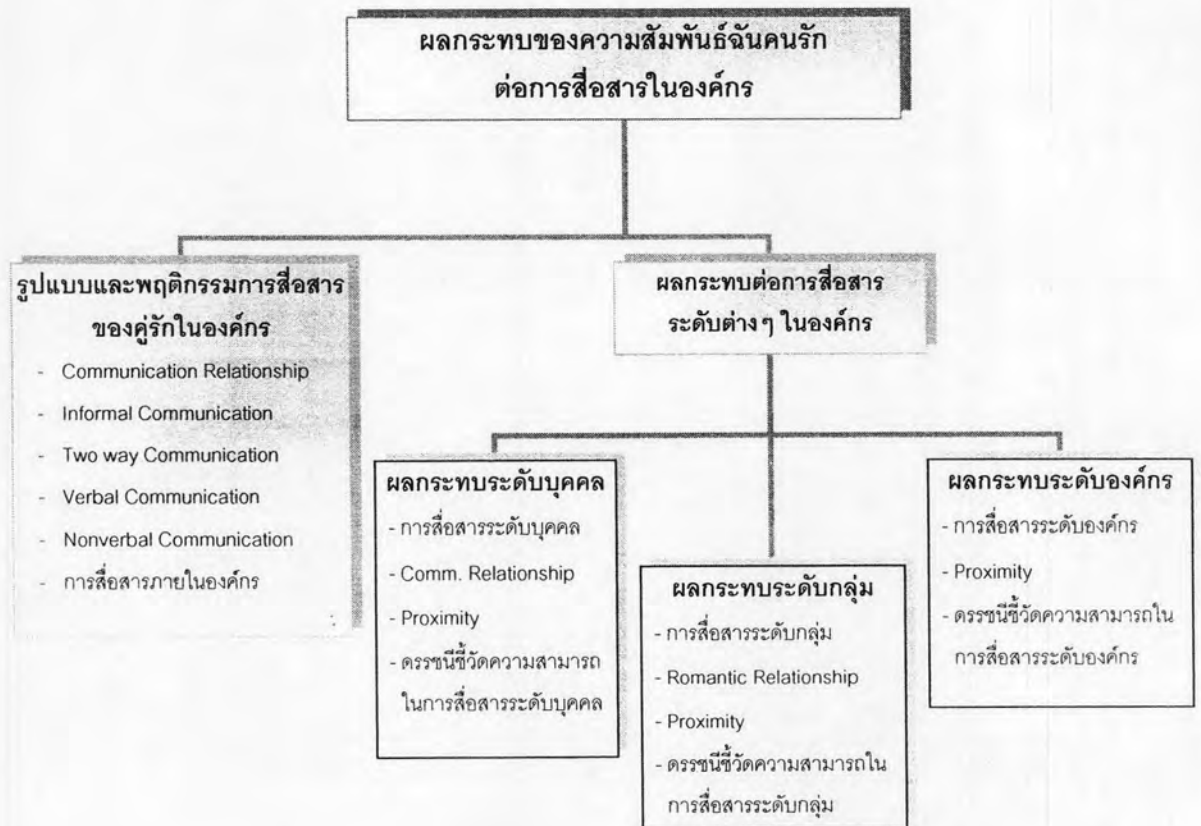 ผลกระทบของความสัมพันธ์ฉันคนรัก
ต่อการสื่อสารในองค์กร
รูปแบบและพฤติกรรมการสื่อสาร
ของคู่รักในองค์กร
- Communication Relationship
- Informal Communication
- Two way Communication
- Verbal Communication
- Nonverbal Communication
- การสื่อสารภายในองค์กร
ผลกระทบต่อการสื่อสาร
ระดับต่างๆ ในองค์กร
ผลกระทบระดับบุคคล
- การสื่อสารระดับบุคคล
- Comm. Relationship
- Proximity
- ดรรชนีชี้วัดความสามารถ
ในการสื่อสารระดับบุคคล
ผลกระทบระดับกลุ่ม
- การสื่อสารระดับกลุ่ม
- Romantic Relationship
- Proximity
- ดรรชนีชี้วัดความสามารถใน
การสื่อสารระดับกลุ่ม
ผลกระทบระดับองค์กร
- การสื่อสารระดับองค์กร
- Proximity
- ดรรชนีชี้วัดความสามารถใน
การสื่อสารระดับองค์กร